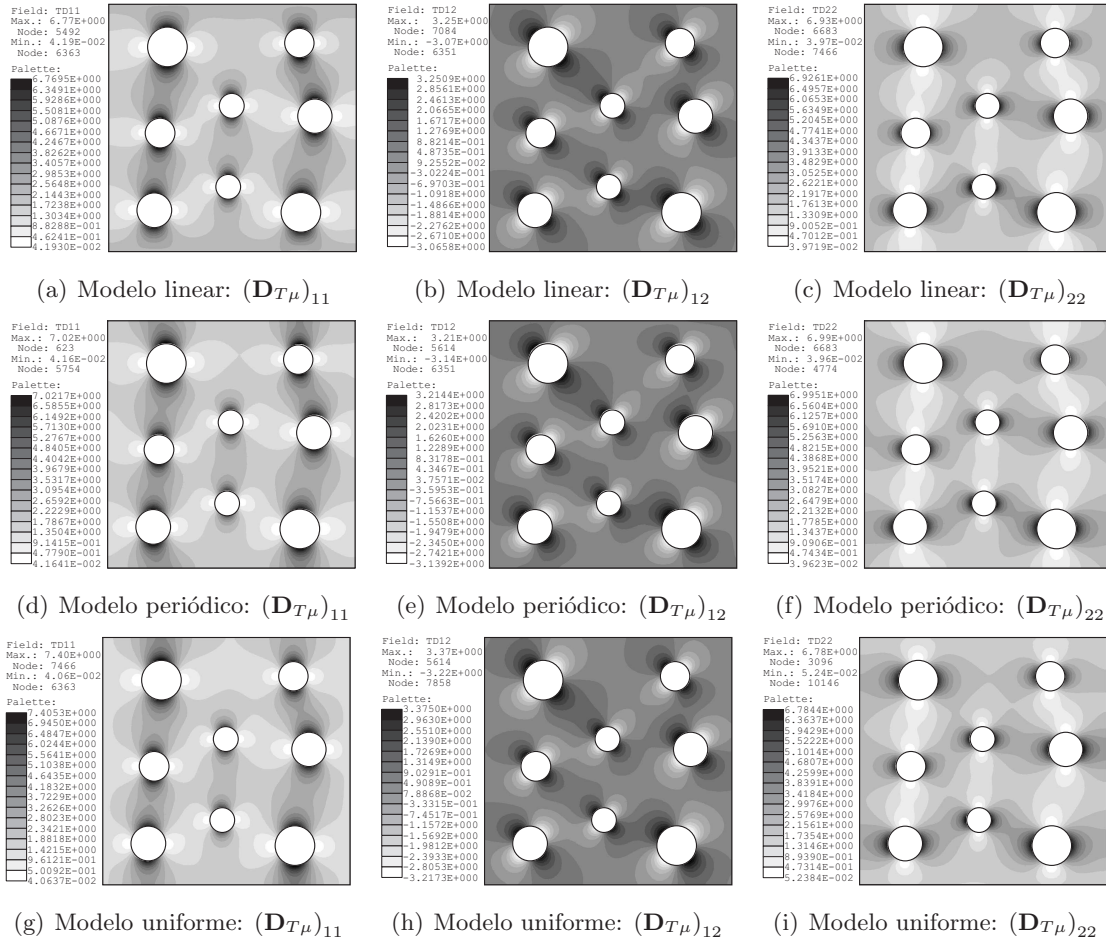 Field: TD11
Max.: 6.77E+000
Node: 5492
Min.: 4.19E-002
Node: 6363
Palette:
6.7695E+000
6.3491E+000
5.9286E+000
5.5081E+000
5.0876E+000
4.6671E+000
4.2467E+000
3.8262E+000
3.4057E+000
2.9853E+000
2.5648E+000
2.1443E+000
1.7238E+000
1.3034E+000
8.8288E-001
4.6241E-001
4.1930E-002
Field: TD12
Max.: 3.25E+000
Node: 7084
Min.: -3.07E+000
Node: 6351
Palette:
3.2509E+000
2.8561E+000
2.4613E+000
2.0665E+000
1.6717E+000
1.2769E+000
8.8214E-001
4.8735E-001
9.2552E-002
-3.0224E-001
-6.9703E-001
-1.0918E+000
-1.4866E+000
-1.8814E+000
-2.2762E+000
-2.6710E+000
-3.0658E+000
Field: TD22
Max.: 6.93E+000
Node: 6683
Min.: 3.97E-002
Node: 7466
Palette:
6.9261E+000
6.4957E+000
6.0653E+000
5.6349E+000
5.2045E+000
4.7741E+000
4.3437E+000
3.9133E+000
3.4829E+000
3.0525E+000
2.6221E+000
2.1917E+000
1.7613E+000
1.3309E+000
9.0052E-001
4.7012E-001
3.9719E-002
(a) Modelo linear: (D_Tμ)₁₁
(b) Modelo linear: (D_Tμ)₁₂
(c) Modelo linear: (D_Tμ)₂₂
Field: TD11
Max.: 7.02E+000
Node: 623
Min.: 4.16E-002
Node: 5754
Palette:
7.0217E+000
6.5855E+000
6.1492E+000
5.7130E+000
5.2767E+000
4.8405E+000
4.4042E+000
3.9679E+000
3.5317E+000
3.0954E+000
2.6592E+000
2.2229E+000
1.7867E+000
1.3504E+000
9.1415E-001
4.7790E-001
4.1641E-002
Field: TD12
Max.: 3.21E+000
Node: 5614
Min.: -3.14E+000
Node: 6351
Palette:
3.2144E+000
2.8173E+000
2.4202E+000
2.0231E+000
1.6260E+000
1.2289E+000
8.3178E-001
4.3467E-001
3.7571E-002
-3.5953E-001
-7.5663E-001
-1.1537E+000
-1.5508E+000
-1.9479E+000
-2.3450E+000
-2.7421E+000
-3.1392E+000
Field: TD22
Max.: 6.99E+000
Node: 6683
Min.: 3.96E-002
Node: 4774
Palette:
6.9951E+000
6.5604E+000
6.1257E+000
5.6910E+000
5.2563E+000
4.8215E+000
4.3868E+000
3.9521E+000
3.5174E+000
3.0827E+000
2.6479E+000
2.2132E+000
1.7785E+000
1.3437E+000
9.0906E-001
4.7434E-001
3.9623E-002
(d) Modelo periódico: (D_Tμ)₁₁
(e) Modelo periódico: (D_Tμ)₁₂
(f) Modelo periódico: (D_Tμ)₂₂
Field: TD11
Max.: 7.40E+000
Node: 7466
Min.: 4.06E-002
Node: 6363
Palette:
7.4053E+000
6.9450E+000
6.4847E+000
6.0244E+000
5.5641E+000
5.1038E+000
4.6435E+000
4.1832E+000
3.7229E+000
3.2626E+000
2.8023E+000
2.3421E+000
1.8818E+000
1.4215E+000
9.6121E-001
5.0092E-001
4.0637E-002
Field: TD12
Max.: 3.37E+000
Node: 5614
Min.: -3.22E+000
Node: 7858
Palette:
3.3750E+000
2.9630E+000
2.5510E+000
2.1390E+000
1.7269E+000
1.3149E+000
9.0291E-001
4.9089E-001
7.8868E-002
-3.3315E-001
-7.4517E-001
-1.1572E+000
-1.5692E+000
-1.9812E+000
-2.3933E+000
-2.8053E+000
-3.2173E+000
Field: TD22
Max.: 6.78E+000
Node: 3096
Min.: 5.24E-002
Node: 10146
Palette:
6.7844E+000
6.3637E+000
5.9429E+000
5.5222E+000
5.1014E+000
4.6807E+000
4.2599E+000
3.8391E+000
3.4184E+000
2.9976E+000
2.5769E+000
2.1561E+000
1.7354E+000
1.3146E+000
8.9390E-001
4.7314E-001
5.2384E-002
(g) Modelo uniforme: (D_Tμ)₁₁
(h) Modelo uniforme: (D_Tμ)₁₂
(i) Modelo uniforme: (D_Tμ)₂₂